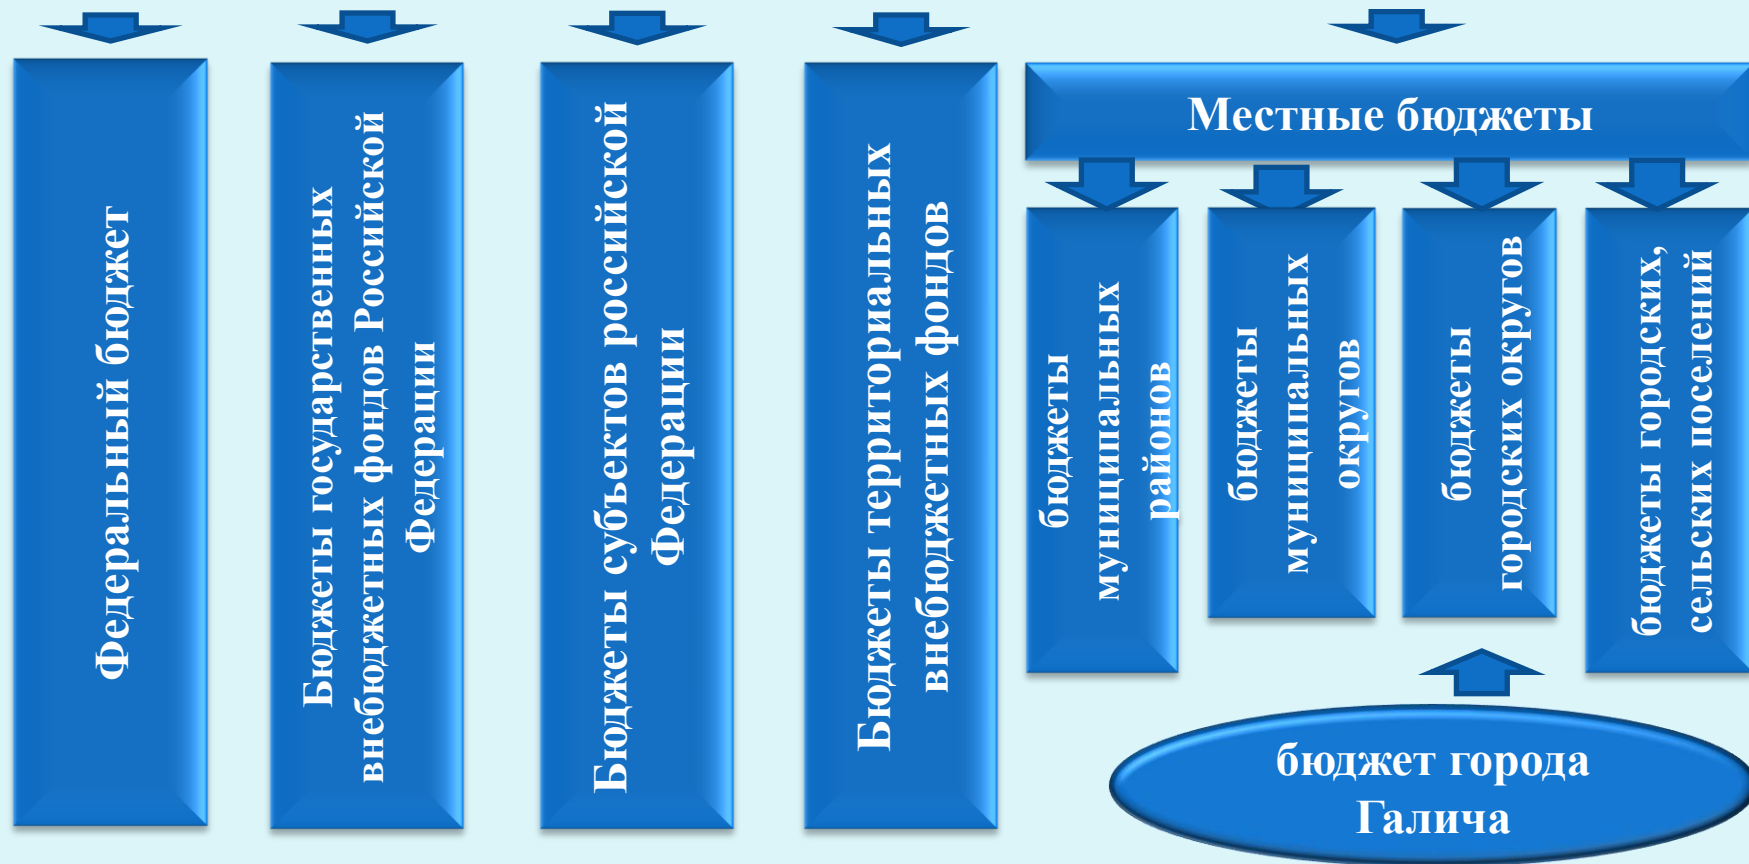 Федеральный бюджет
Бюджеты государственных
внебюджетных фондов Российской
Федерации
Бюджеты субъектов российской
Федерации
Бюджеты территориальных
внебюджетных фондов
Местные бюджеты
бюджеты
муниципальных
районов
бюджеты
муниципальных
округов
бюджеты
городских округов
бюджеты городских,
сельских поселений
бюджет города
Галича